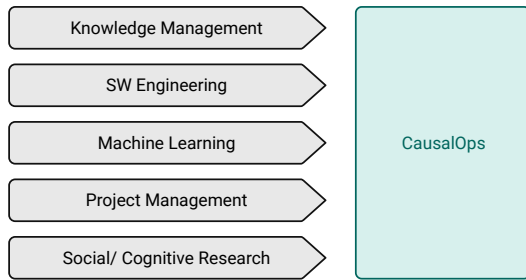 Knowledge Management
SW Engineering
Machine Learning
Project Management
Social/ Cognitive Research
CausalOps